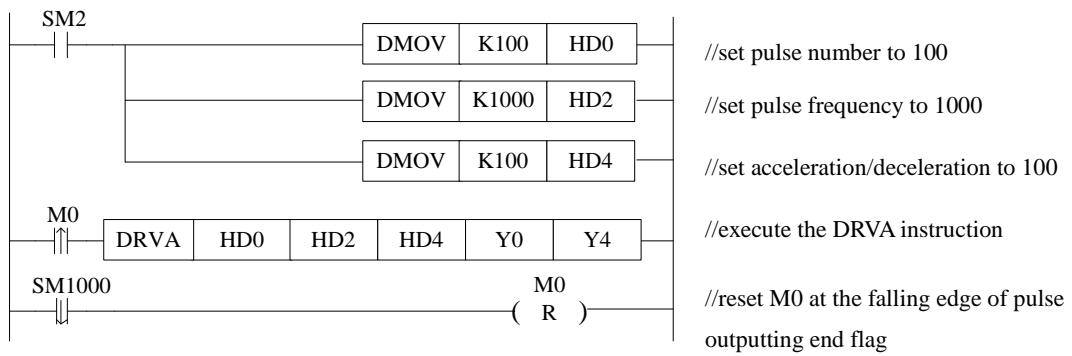 SM2
DMOV K100 HD0 //set pulse number to 100
DMOV K1000 HD2 //set pulse frequency to 1000
DMOV K100 HD4 //set acceleration/deceleration to 100
M0
DRVA HD0 HD2 HD4 Y0 Y4 //execute the DRVA instruction
SM1000 M0
( R ) //reset M0 at the falling edge of pulse
outputting end flag